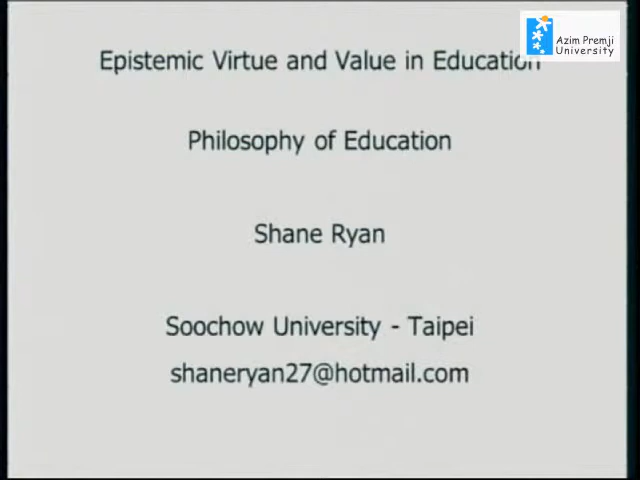 Azim Premji
University
Epistemic Virtue and Value in Education
Philosophy of Education
Shane Ryan
Soochow University - Taipei
shaneryan27@hotmail.com